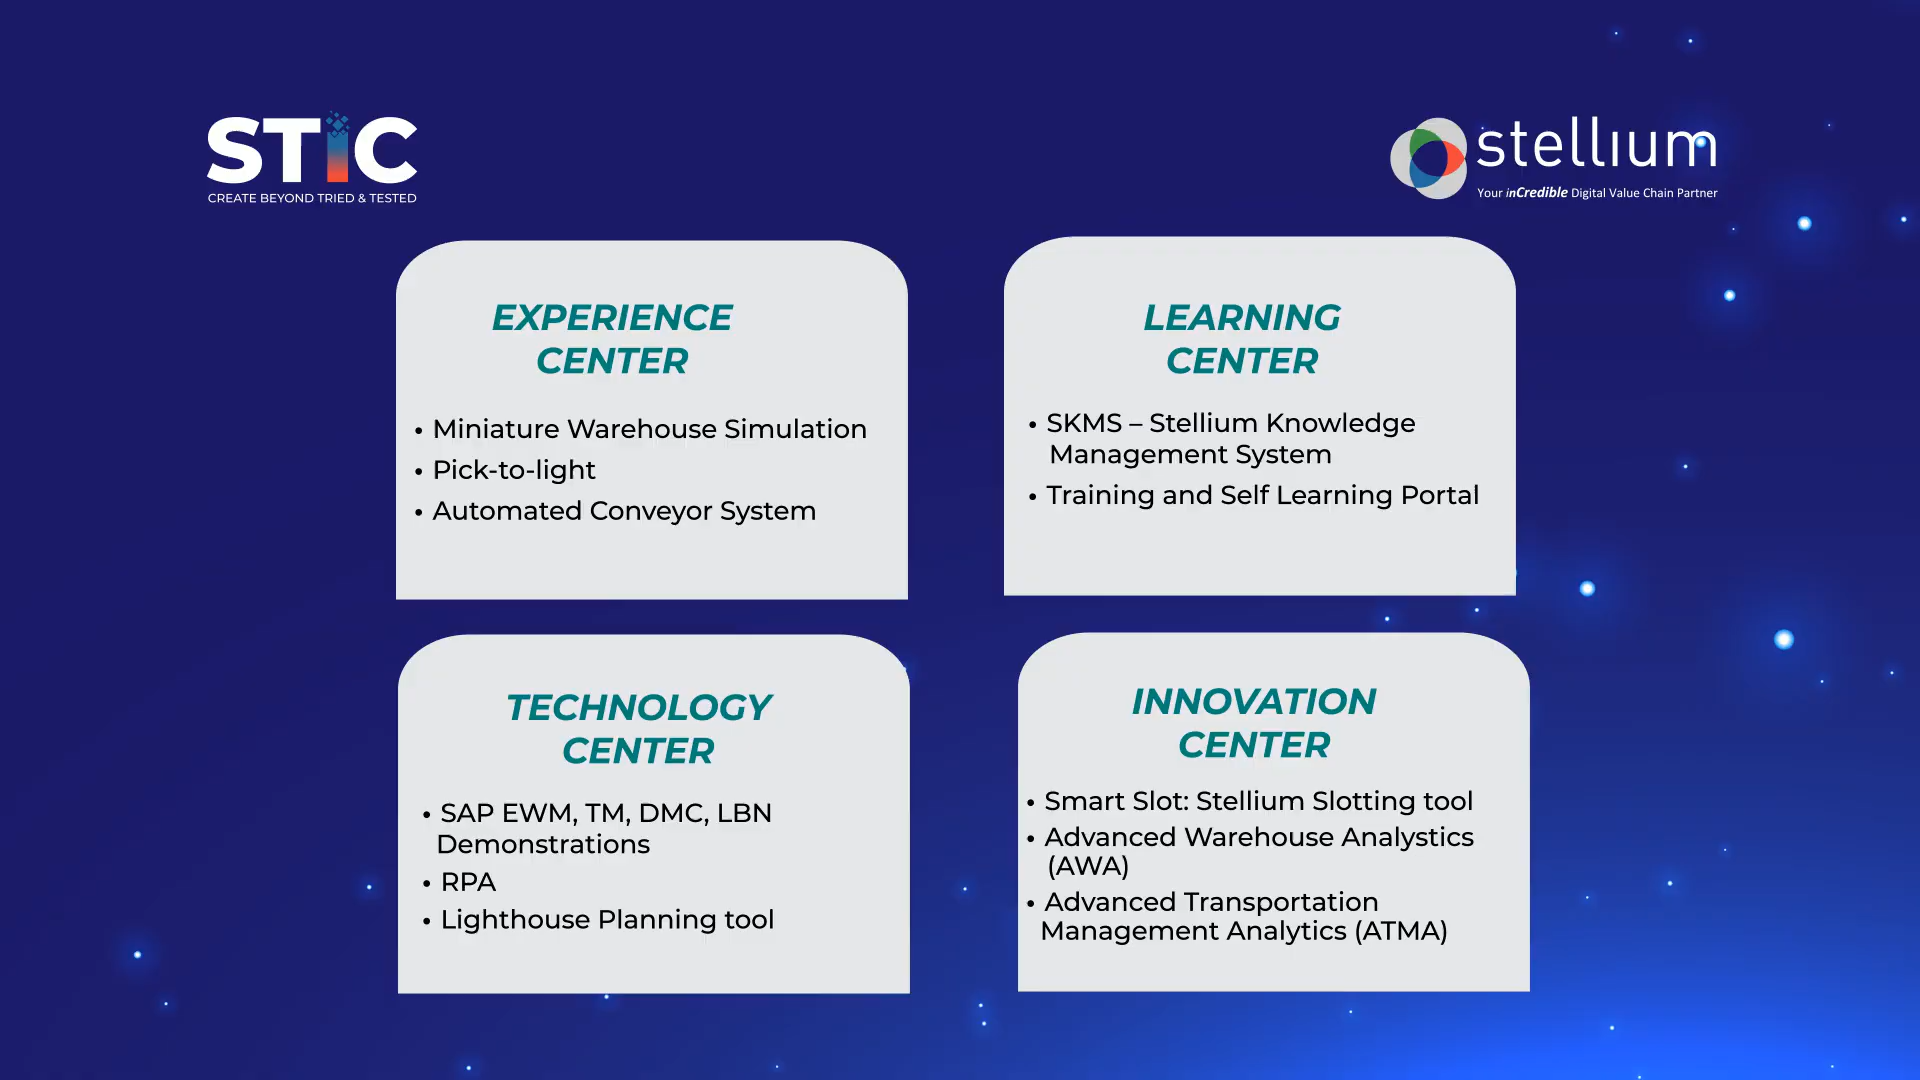 STiC
CREATE BEYOND TRIED & TESTED
stellium
Your inCredible Digital Value Chain Partner
EXPERIENCE
CENTER
• Miniature Warehouse Simulation
• Pick-to-light
• Automated Conveyor System
LEARNING
CENTER
• SKMS – Stellium Knowledge
Management System
• Training and Self Learning Portal
TECHNOLOGY
CENTER
• SAP EWM, TM, DMC, LBN
Demonstrations
• RPA
• Lighthouse Planning tool
INNOVATION
CENTER
• Smart Slot: Stellium Slotting tool
• Advanced Warehouse Analystics
(AWA)
• Advanced Transportation
Management Analytics (ATMA)